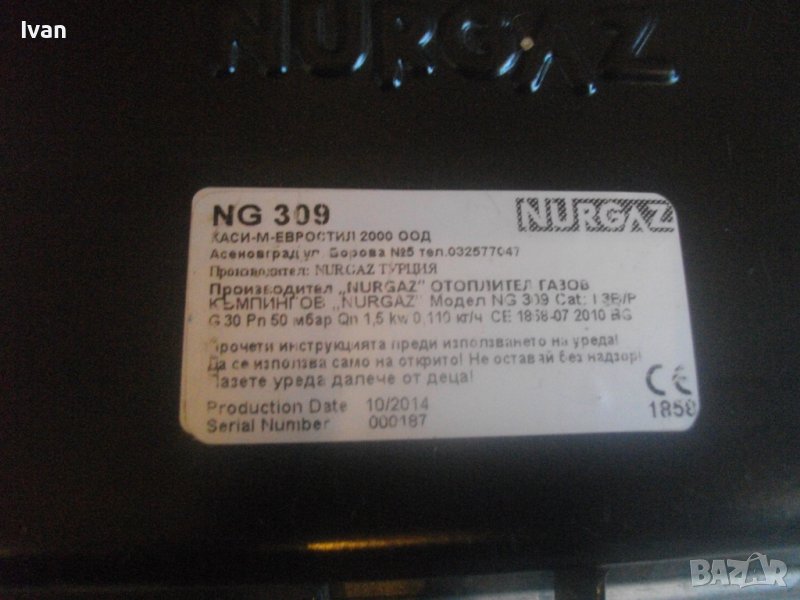 Ivan
NURGAZ
NG 309
NURGAZ
КАСИ-М-ЕВРОСТИЛ 2000 ООД
Асеновград ул. Борова №5 тел.032577047
Производител: NURGAZ ТУРЦИЯ
Производител „NURGAZ" ОТОПЛИТЕЛ ГАЗОВ
КЪМПИНГОВ „NURGAZ" Модел NG 309 Cat: I 3B/P
G 30 Pn 50 мбар Qn 1,5 kw 0,110 кг/ч CE 1858-07 2010 BG
Прочети инструкцията преди използването на уреда!
Да се използва само на открито! Не оставяй без надзор!
Пазете уреда далече от деца!
CE
1858
Production Date 10/2014
Serial Number 000187
BAZAR